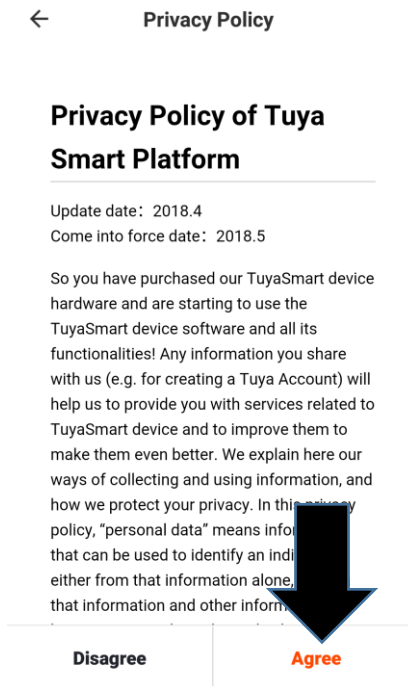 Privacy Policy
Privacy Policy of Tuya
Smart Platform
Update date：2018.4
Come into force date：2018.5
So you have purchased our TuyaSmart device
hardware and are starting to use the
TuyaSmart device software and all its
functionalities! Any information you share
with us (e.g. for creating a Tuya Account) will
help us to provide you with services related to
TuyaSmart device and to improve them to
make them even better. We explain here our
ways of collecting and using information, and
how we protect your privacy. In this privacy
policy, “personal data” means
that can be used to identify an
either from that information alone,
that information and other
Disagree
Agree